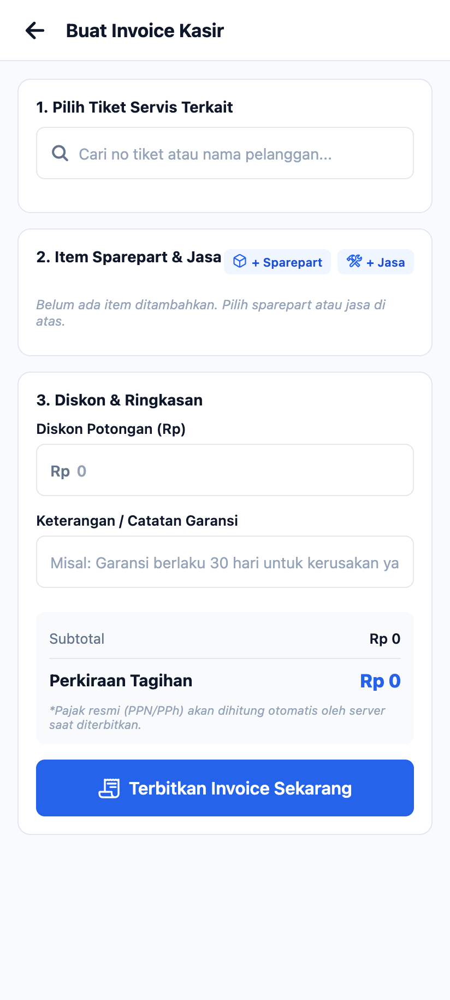 Buat Invoice Kasir
1. Pilih Tiket Servis Terkait
Cari no tiket atau nama pelanggan...
2. Item Sparepart & Jasa
+ Sparepart
+ Jasa
Belum ada item ditambahkan. Pilih sparepart atau jasa di
atas.
3. Diskon & Ringkasan
Diskon Potongan (Rp)
Rp 0
Keterangan / Catatan Garansi
Misal: Garansi berlaku 30 hari untuk kerusakan ya
Subtotal Rp 0
Perkiraan Tagihan Rp 0
*Pajak resmi (PPN/PPh) akan dihitung otomatis oleh server
saat diterbitkan.
Terbitkan Invoice Sekarang